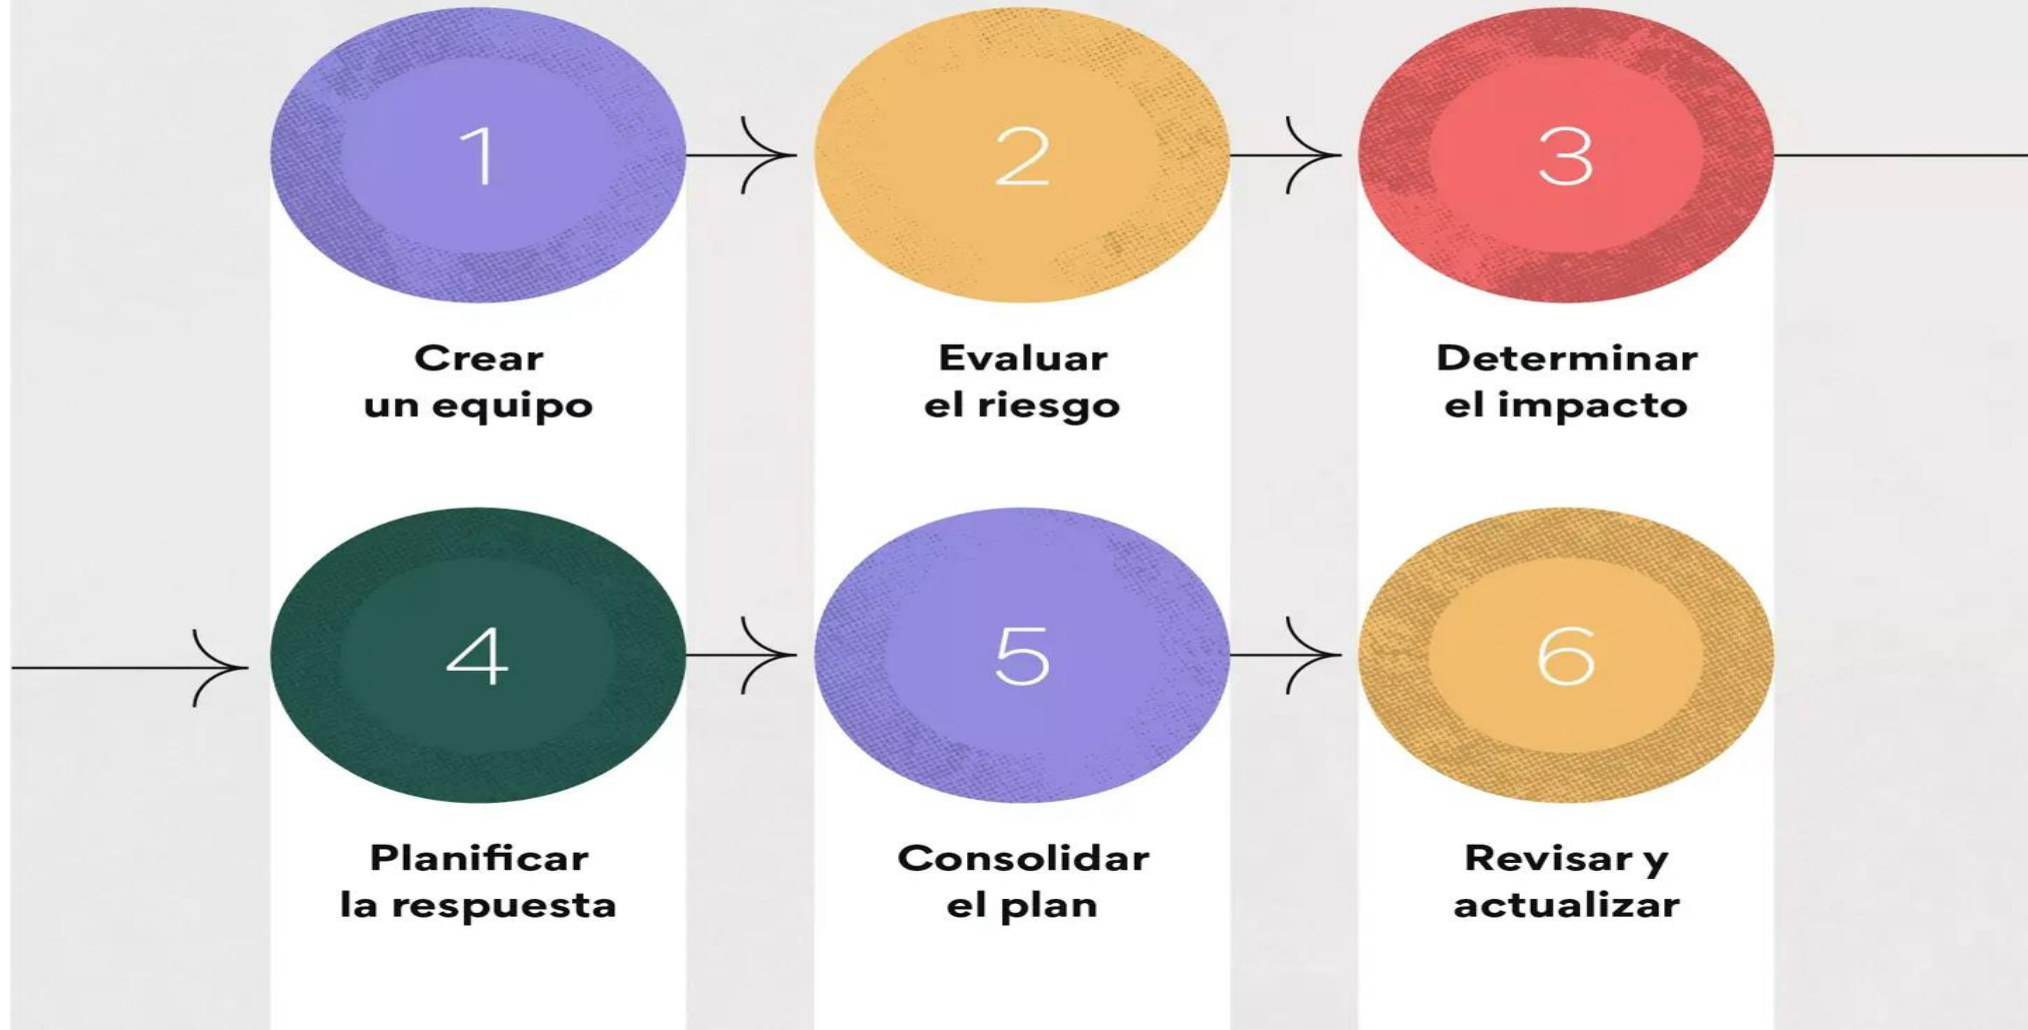 1
2
3
Crear
un equipo
Evaluar
el riesgo
Determinar
el impacto
4
5
6
Planificar
la respuesta
Consolidar
el plan
Revisar y
actualizar